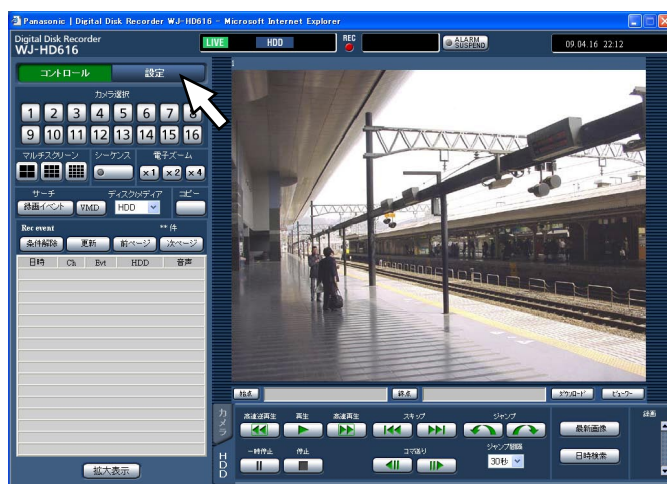 Panasonic | Digital Disk Recorder WJ-HD616 - Microsoft Internet Explorer
Digital Disk Recorder
WJ-HD616
LIVE HDD REC ALARM SUSPEND 09.04.16 22:12
コントロール 設定
カメラ選択
1 2 3 4 5 6 7 8
9 10 11 12 13 14 15 16
マルチスクリーン シーケンス 電子ズーム
x1 x2 x4
サーチ ディスク/メディア コピー
録画イベント VMD HDD
Rec event ** 件
条件解除 更新 前ページ 次ページ
日時 Ch Evt HDD 音声
拡大表示
始点 終点 ダウンロード ビューワー
カメラ
HDD
高速逆再生 再生 高速再生 スキップ ジャンプ 録画
最新画像
一時停止 停止 コマ送り ジャンプ間隔
30秒 日時検索